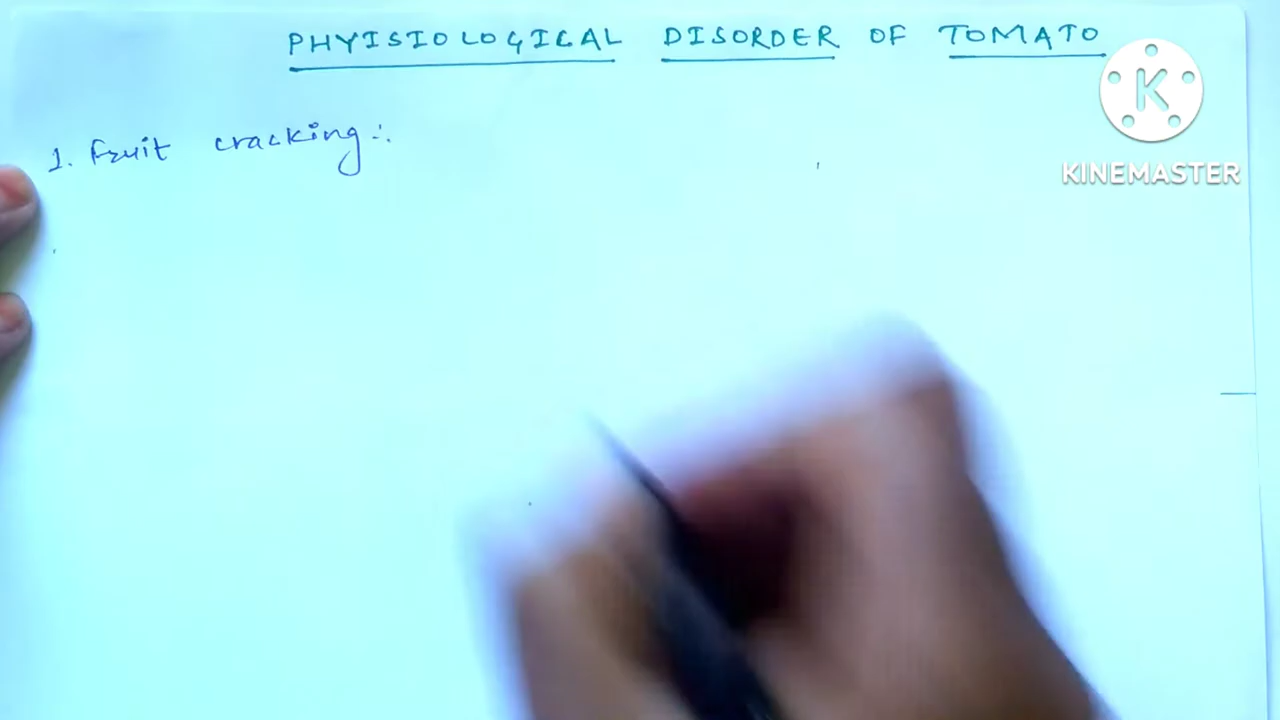 PHYISIOLOGICAL DISORDER OF TOMATO
K
KINEMASTER
1. Fruit cracking:-